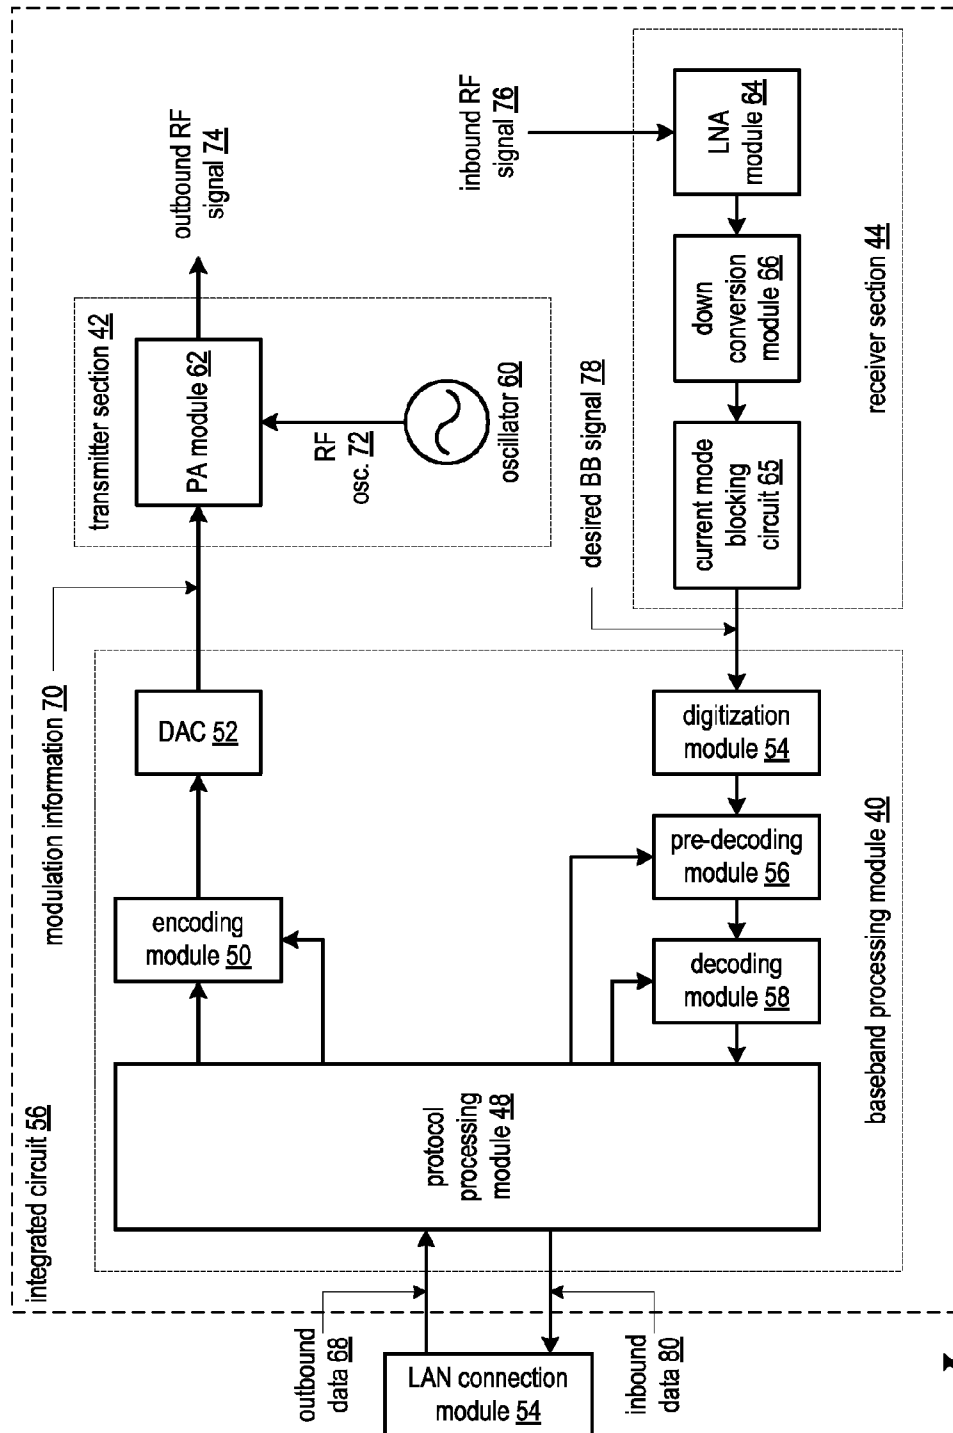 integrated circuit 56
modulation information 70
outbound RF
signal 74
transmitter section 42
PA module 62
RF
osc. 72
oscillator 60
DAC 52
encoding
module 50
outbound
data 68
LAN connection
module 54
inbound
data 80
protocol
processing
module 48
inbound RF
signal 76
LNA
module 64
down
conversion
module 66
current mode
blocking
circuit 65
receiver section 44
desired BB signal 78
digitization
module 54
pre-decoding
module 56
decoding
module 58
baseband processing module 40